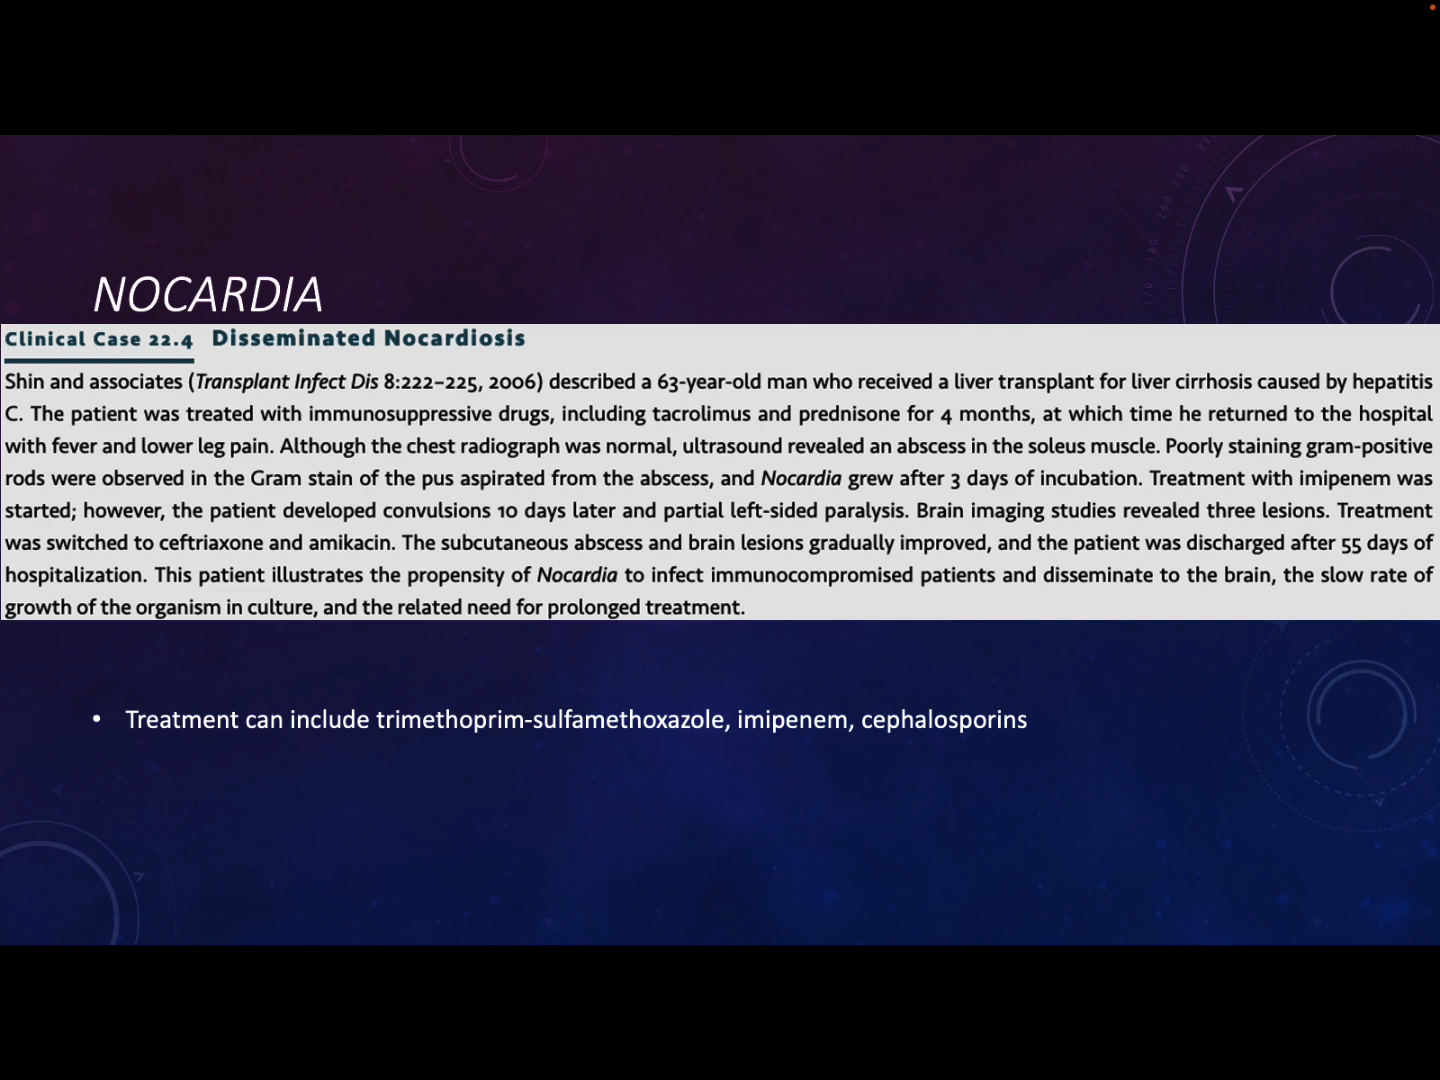 NOCARDIA
Clinical Case 22.4 Disseminated Nocardiosis
Shin and associates (Transplant Infect Dis 8:222–225, 2006) described a 63-year-old man who received a liver transplant for liver cirrhosis caused by hepatitis
C. The patient was treated with immunosuppressive drugs, including tacrolimus and prednisone for 4 months, at which time he returned to the hospital
with fever and lower leg pain. Although the chest radiograph was normal, ultrasound revealed an abscess in the soleus muscle. Poorly staining gram-positive
rods were observed in the Gram stain of the pus aspirated from the abscess, and Nocardia grew after 3 days of incubation. Treatment with imipenem was
started; however, the patient developed convulsions 10 days later and partial left-sided paralysis. Brain imaging studies revealed three lesions. Treatment
was switched to ceftriaxone and amikacin. The subcutaneous abscess and brain lesions gradually improved, and the patient was discharged after 55 days of
hospitalization. This patient illustrates the propensity of Nocardia to infect immunocompromised patients and disseminate to the brain, the slow rate of
growth of the organism in culture, and the related need for prolonged treatment.
• Treatment can include trimethoprim-sulfamethoxazole, imipenem, cephalosporins